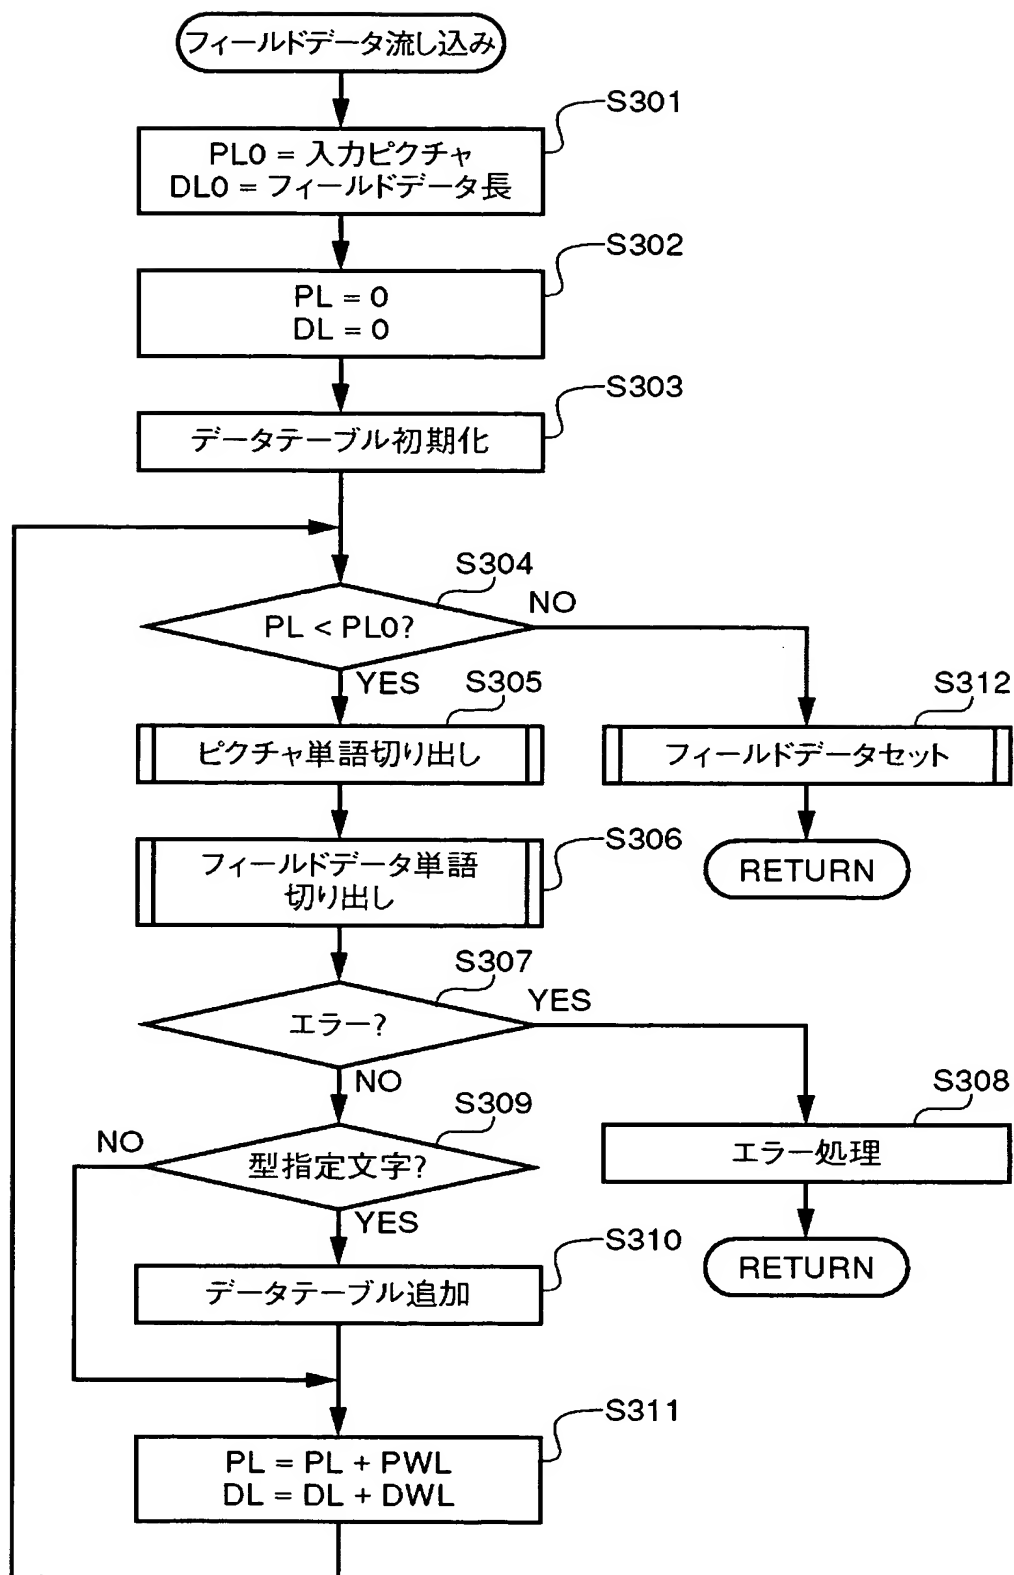 フィールドデータ流し込み
S301
PL0 = 入力ピクチャ
DL0 = フィールドデータ長
S302
PL = 0
DL = 0
S303
データテーブル初期化
S304
PL < PL0?
NO
YES
S305
ピクチャ単語切り出し
S312
フィールドデータセット
RETURN
S306
フィールドデータ単語
切り出し
S307
エラー?
YES
NO
S308
エラー処理
RETURN
S309
型指定文字?
NO
YES
S310
データテーブル追加
S311
PL = PL + PWL
DL = DL + DWL